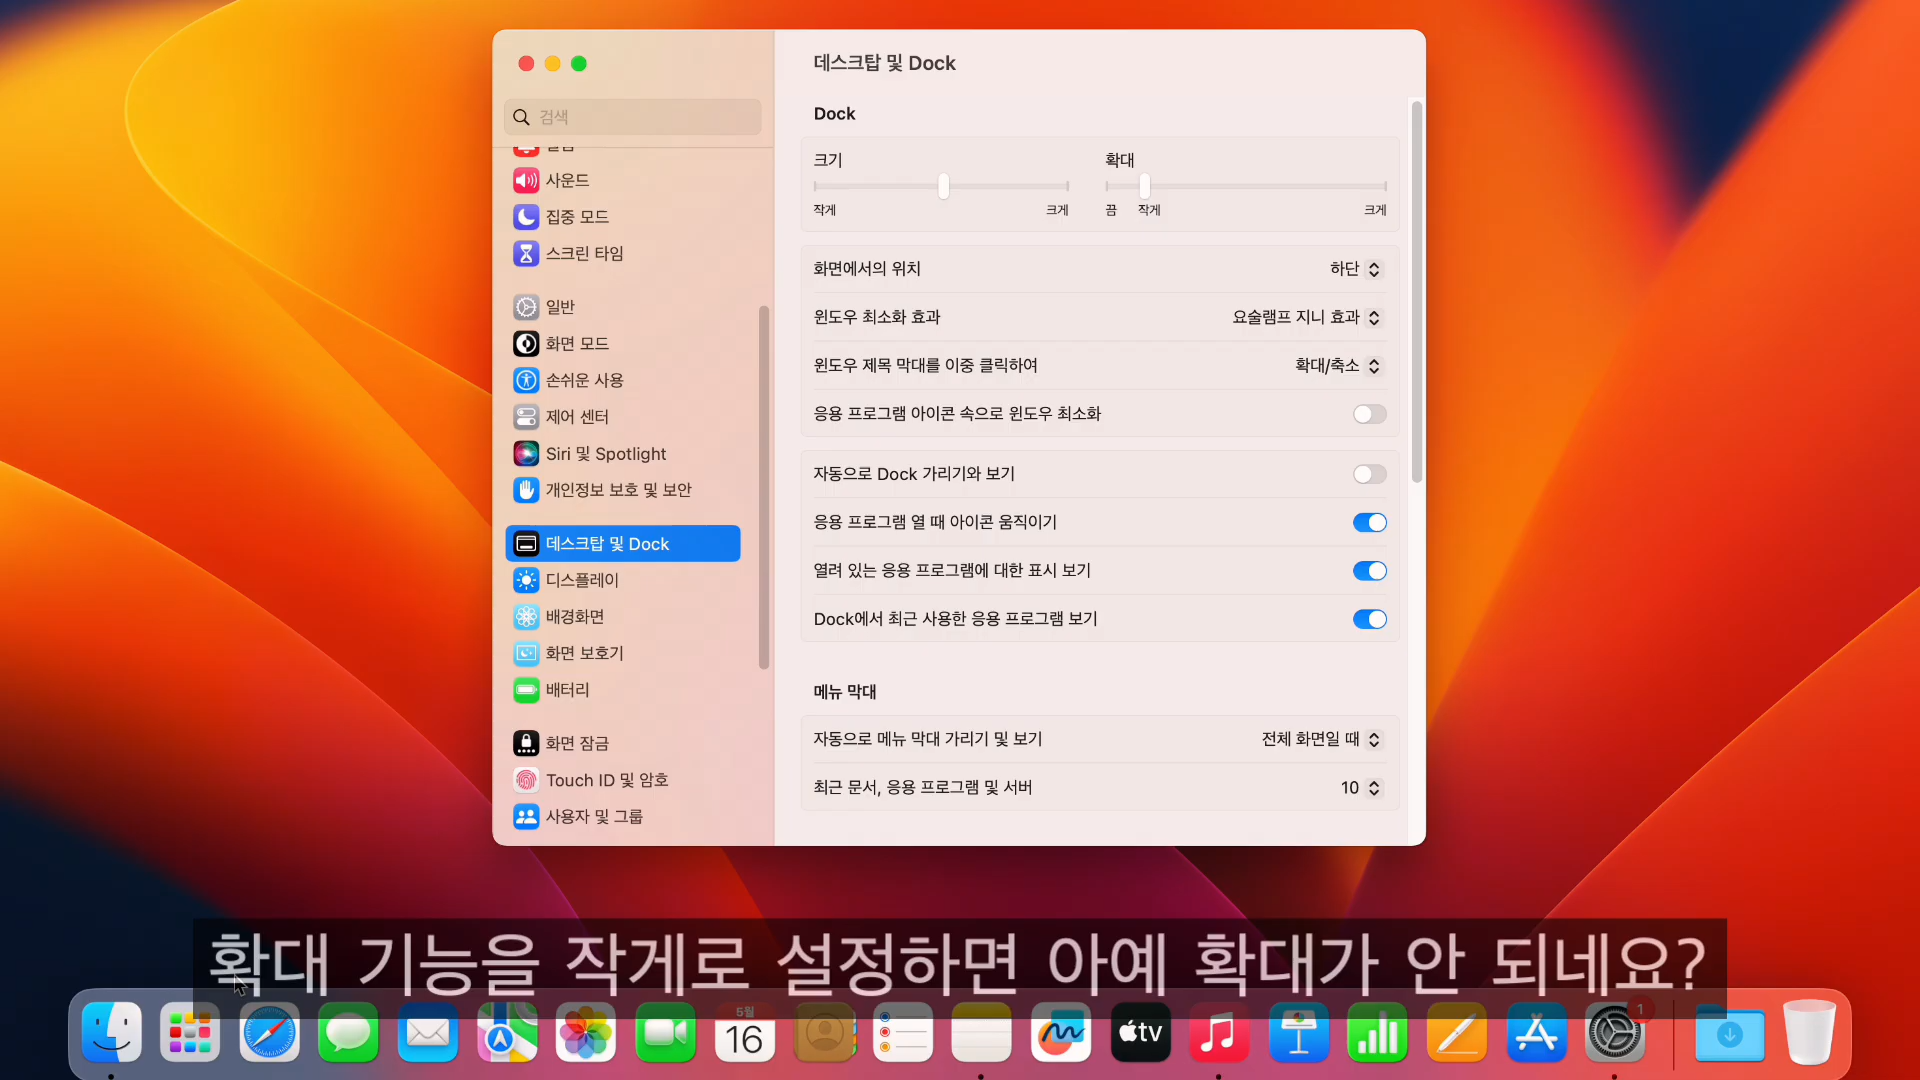 데스크탑 및 Dock
검색
사운드
집중 모드
스크린 타임
일반
화면 모드
손쉬운 사용
제어 센터
Siri 및 Spotlight
개인정보 보호 및 보안
데스크탑 및 Dock
디스플레이
배경화면
화면 보호기
배터리
화면 잠금
Touch ID 및 암호
사용자 및 그룹
Dock
크기
확대
작게
크게
끔
작게
크게
화면에서의 위치
하단
윈도우 최소화 효과
요술램프 지니 효과
윈도우 제목 막대를 이중 클릭하여
확대/축소
응용 프로그램 아이콘 속으로 윈도우 최소화
자동으로 Dock 가리기와 보기
응용 프로그램 열 때 아이콘 움직이기
열려 있는 응용 프로그램에 대한 표시 보기
Dock에서 최근 사용한 응용 프로그램 보기
메뉴 막대
자동으로 메뉴 막대 가리기 및 보기
전체 화면일 때
최근 문서, 응용 프로그램 및 서버
10
확대 기능을 작게로 설정하면 아예 확대가 안 되네요?
5월
16
tv
1